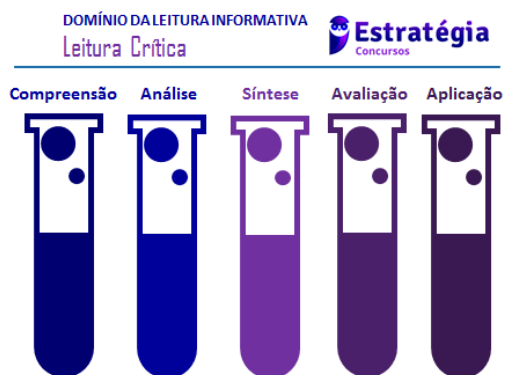 DOMÍNIO DA LEITURA INFORMATIVA
Leitura Crítica
Estratégia
Concursos
Compreensão Análise Síntese Avaliação Aplicação